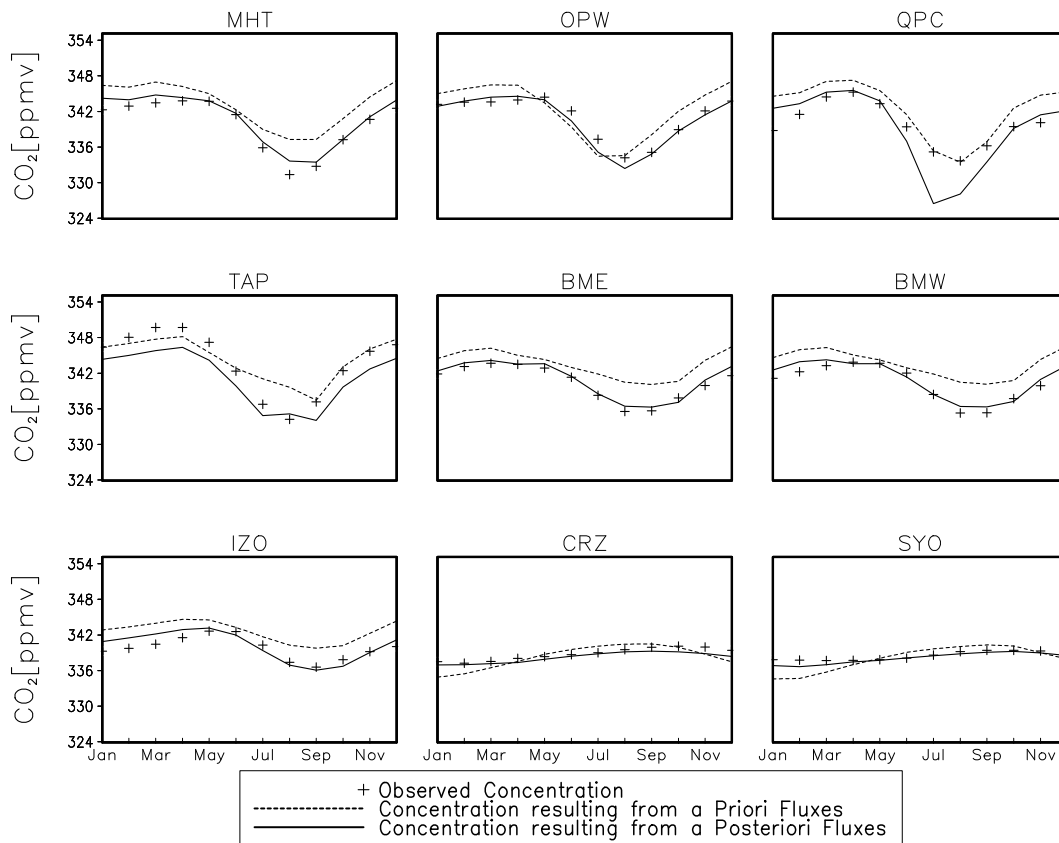 MHT OPW QPC
CO₂[ppmv]
354
348
342
336
330
324
TAP BME BMW
CO₂[ppmv]
354
348
342
336
330
324
IZO CRZ SYO
CO₂[ppmv]
354
348
342
336
330
324
Jan Mar May Jul Sep Nov Jan Mar May Jul Sep Nov Jan Mar May Jul Sep Nov
+ Observed Concentration
Concentration resulting from a Priori Fluxes
Concentration resulting from a Posteriori Fluxes